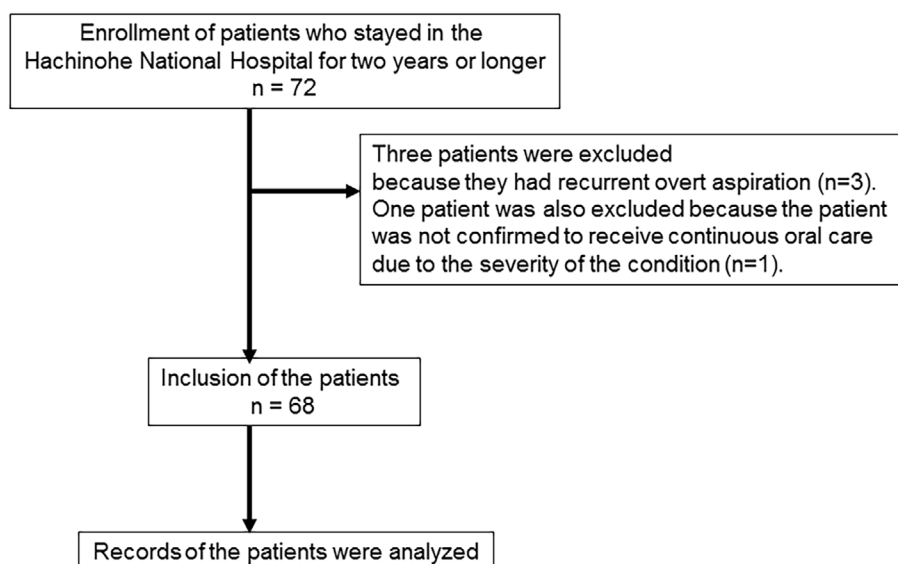 Enrollment of patients who stayed in the
Hachinohe National Hospital for two years or longer
n = 72
Three patients were excluded
because they had recurrent overt aspiration (n=3).
One patient was also excluded because the patient
was not confirmed to receive continuous oral care
due to the severity of the condition (n=1).
Inclusion of the patients
n = 68
Records of the patients were analyzed